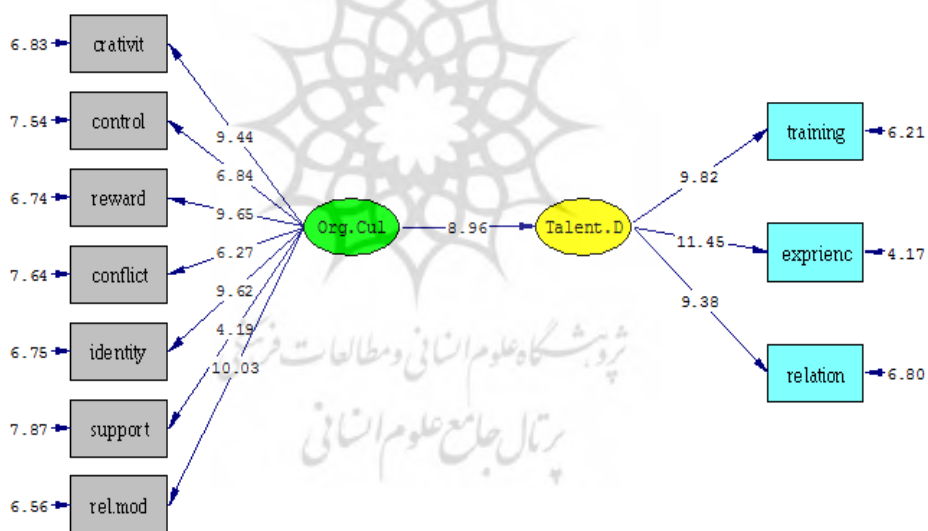 6.83 crativit
7.54 control
6.74 reward
7.64 conflict
6.75 identity
7.87 support
6.56 rel.mod
9.44
6.84
9.65
6.27
9.62
4.19
10.03
Org.Cul
8.96
Talent.D
9.82
11.45
9.38
training 6.21
exprienc 4.17
relation 6.80
پژوهشگاه علوم انسانی و مطالعات فرهنگی
پرتال جامع علوم انسانی